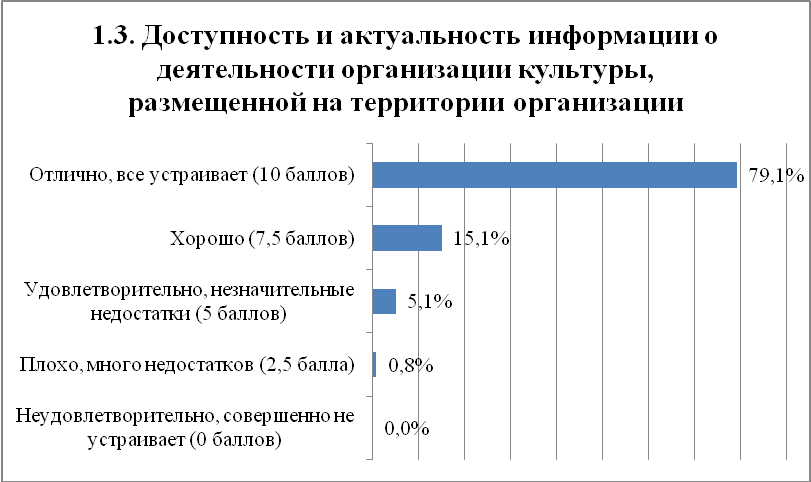 1.3. Доступность и актуальность информации о
деятельности организации культуры,
размещенной на территории организации
Отлично, все устраивает (10 баллов)
79,1%
Хорошо (7,5 баллов)
15,1%
Удовлетворительно, незначительные
недостатки (5 баллов)
5,1%
Плохо, много недостатков (2,5 балла)
0,8%
Неудовлетворительно, совершенно не
устраивает (0 баллов)
0,0%